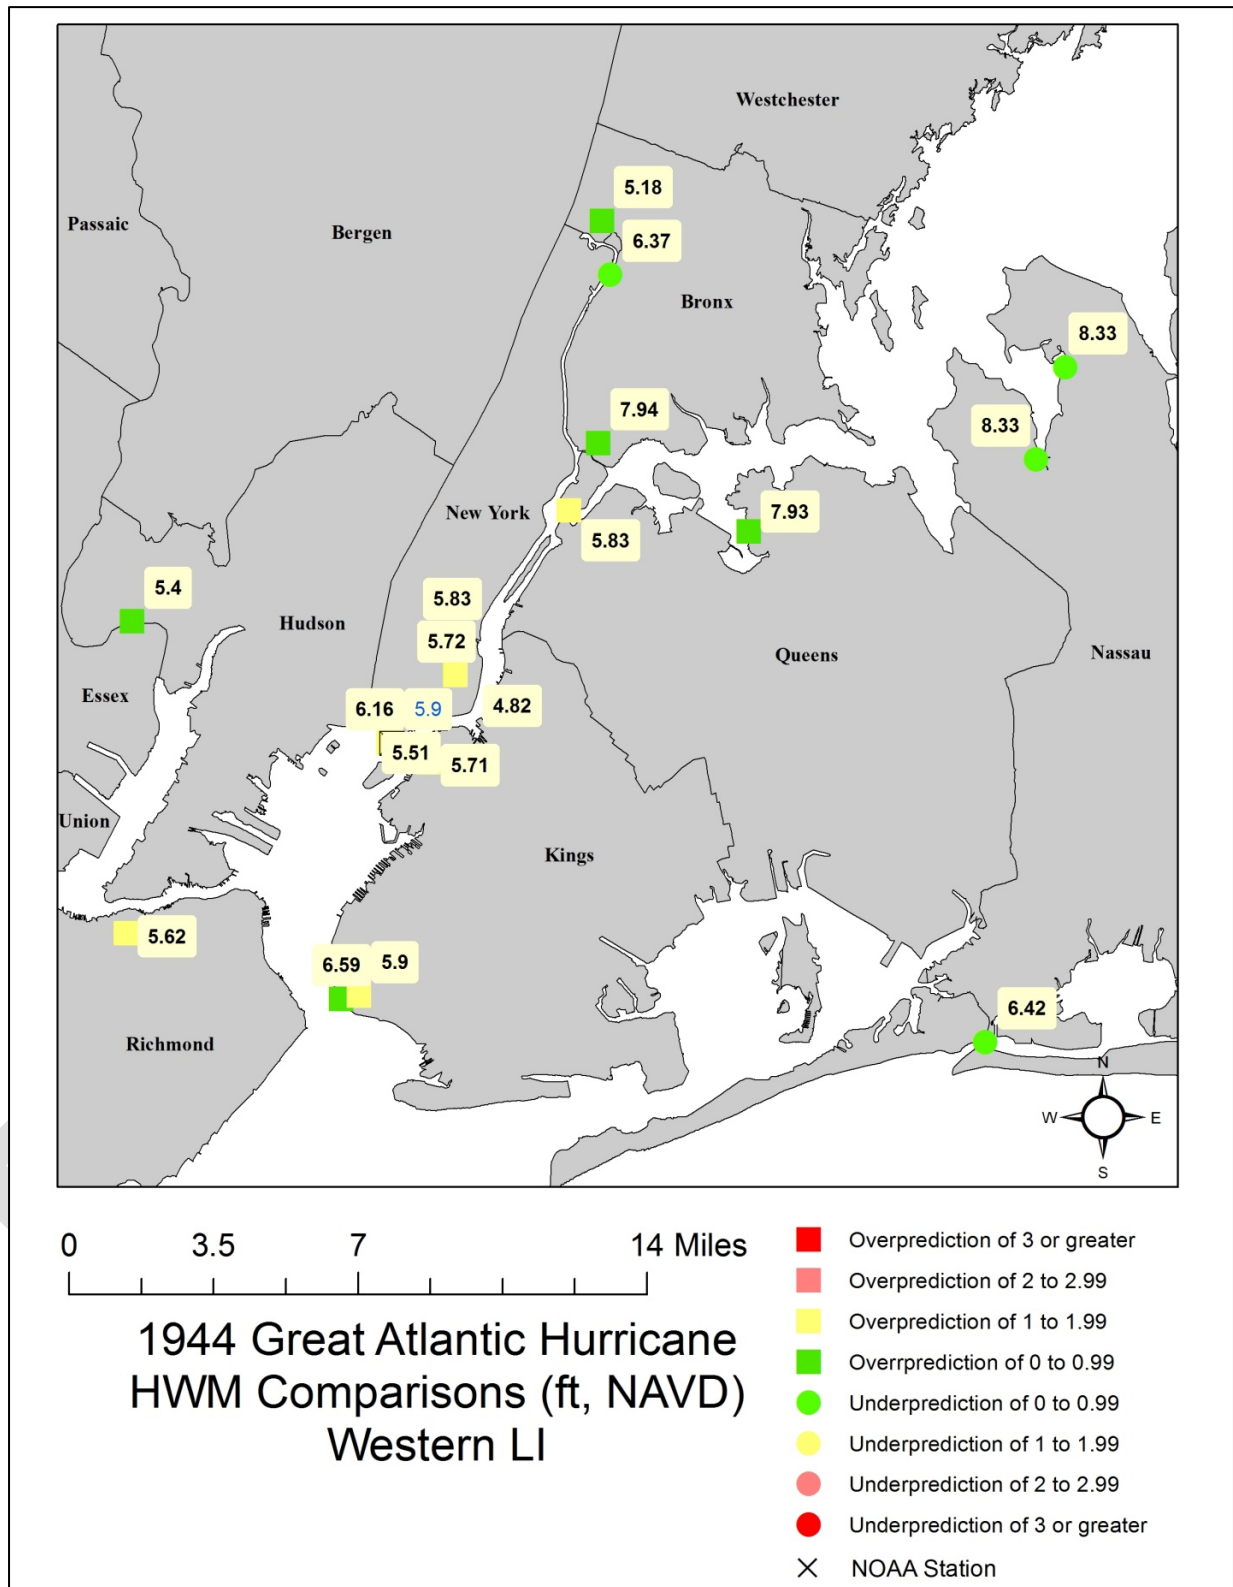 Westchester
5.18
Passaic
Bergen
6.37
Bronx
8.33
7.94
8.33
New York
7.93
5.83
5.4
5.83
Hudson
5.72
Queens
Nassau
Essex
6.16
5.9
4.82
5.51
5.71
Union
Kings
5.62
6.59
5.9
6.42
Richmond
N
W
E
S
0 3.5 7 14 Miles
1944 Great Atlantic Hurricane
HWM Comparisons (ft, NAVD)
Western LI
Overprediction of 3 or greater
Overprediction of 2 to 2.99
Overprediction of 1 to 1.99
Overrprediction of 0 to 0.99
Underprediction of 0 to 0.99
Underprediction of 1 to 1.99
Underprediction of 2 to 2.99
Underprediction of 3 or greater
NOAA Station